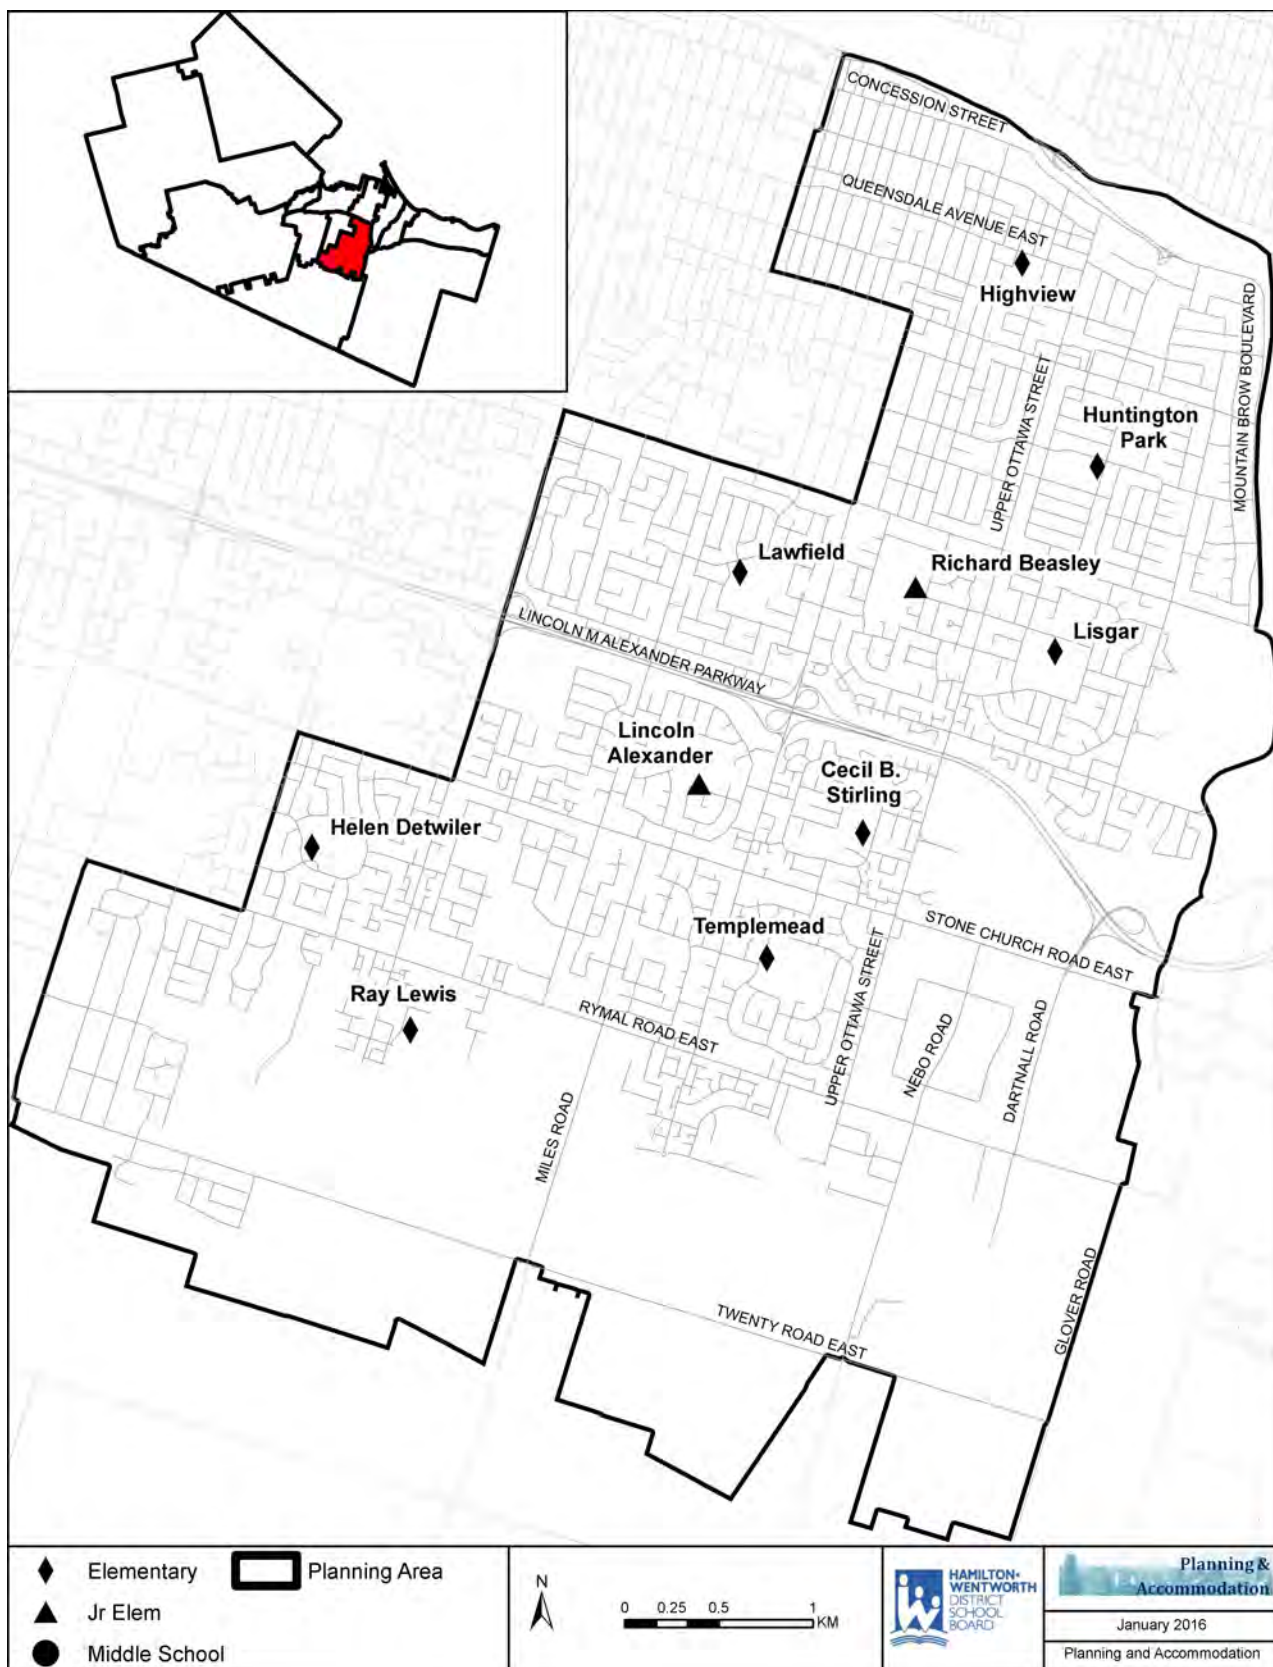 CONCESSION STREET
QUEENSDALE AVENUE EAST
Highview
MOUNTAIN BROW BOULEVARD
UPPER OTTAWA STREET
Huntington
Park
Lawfield
Richard Beasley
Lisgar
LINCOLN M ALEXANDER PARKWAY
Lincoln
Alexander
Cecil B.
Stirling
Helen Detwiler
Templemead
STONE CHURCH ROAD EAST
Ray Lewis
RYMAL ROAD EAST
UPPER OTTAWA STREET
NEBO ROAD
DARTNALL ROAD
MILES ROAD
GLOVER ROAD
TWENTY ROAD EAST
Elementary
Planning Area
Jr Elem
Middle School
N
0 0.25 0.5 1
KM
HAMILTON-
WENTWORTH
DISTRICT
SCHOOL
BOARD
Planning &
Accommodation
January 2016
Planning and Accommodation